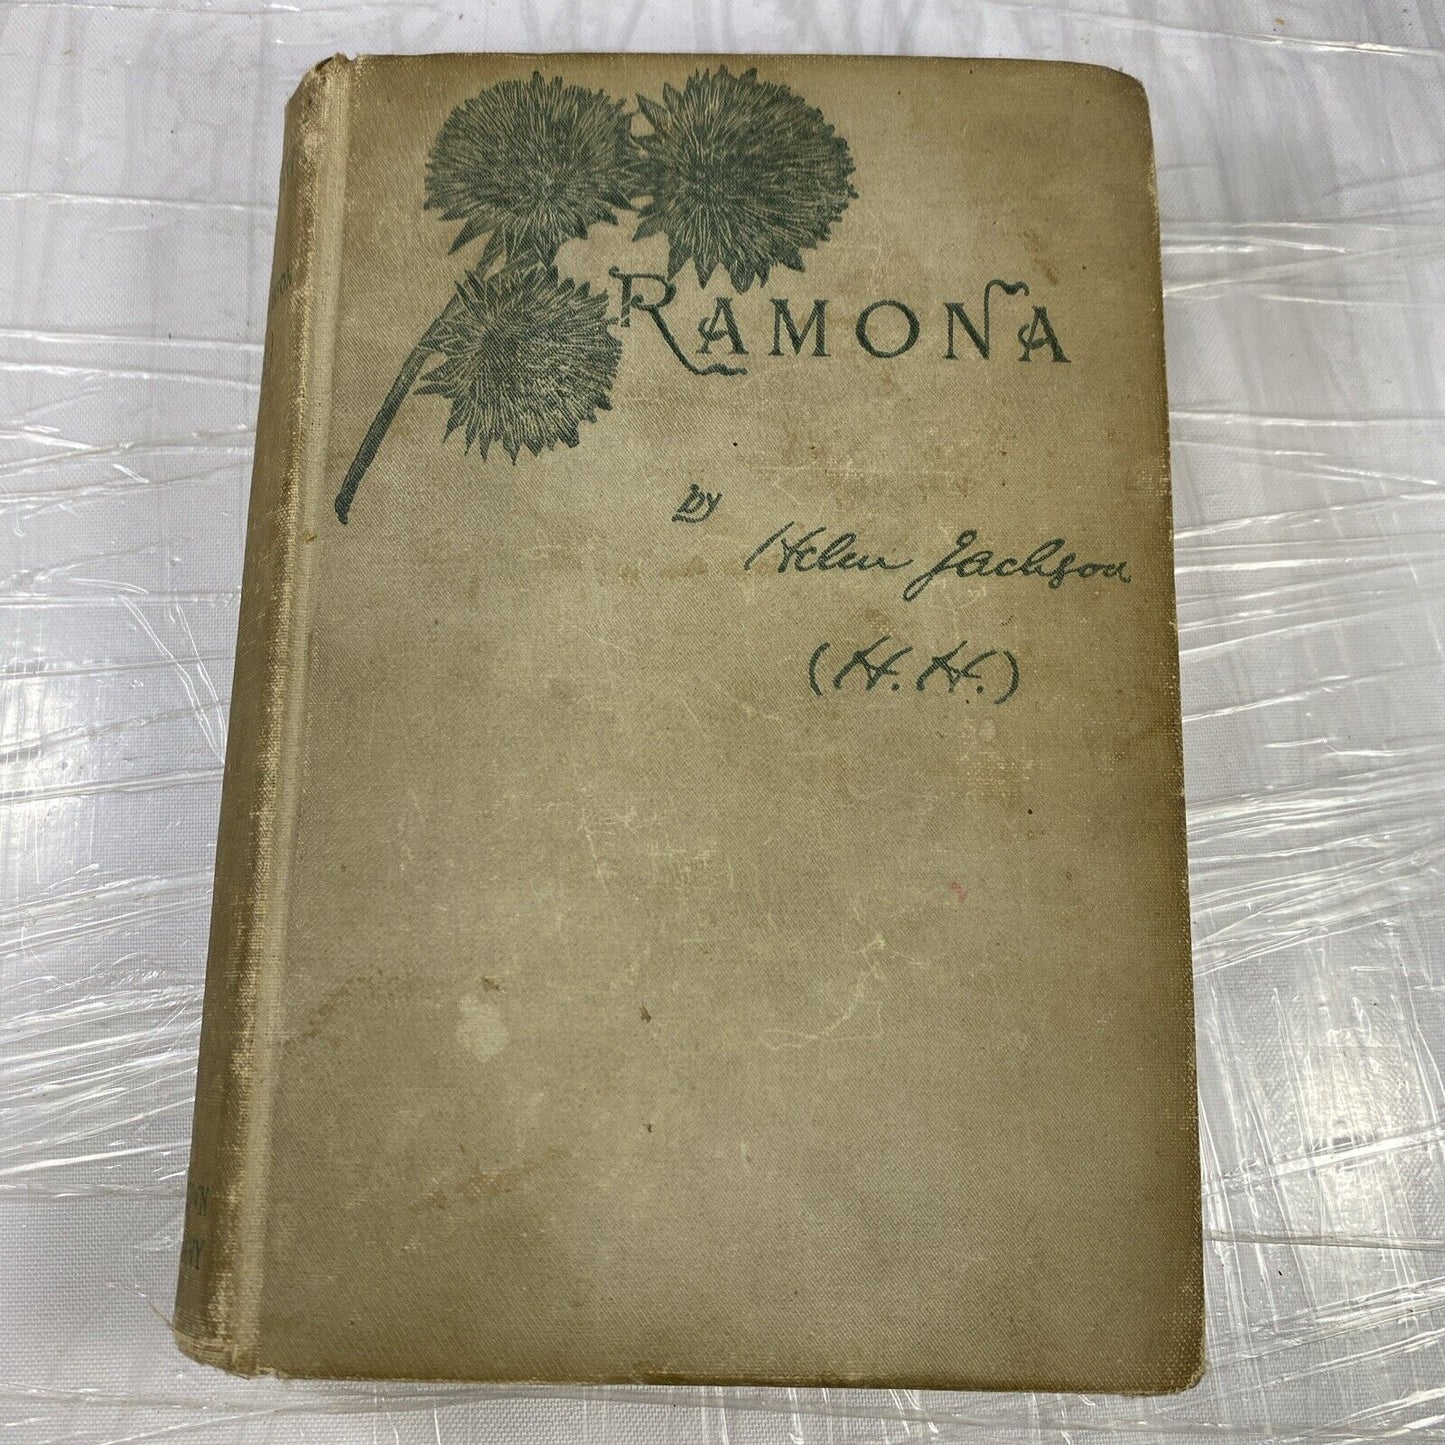 RAMONA
by
Helen Jackson
(H.H.)